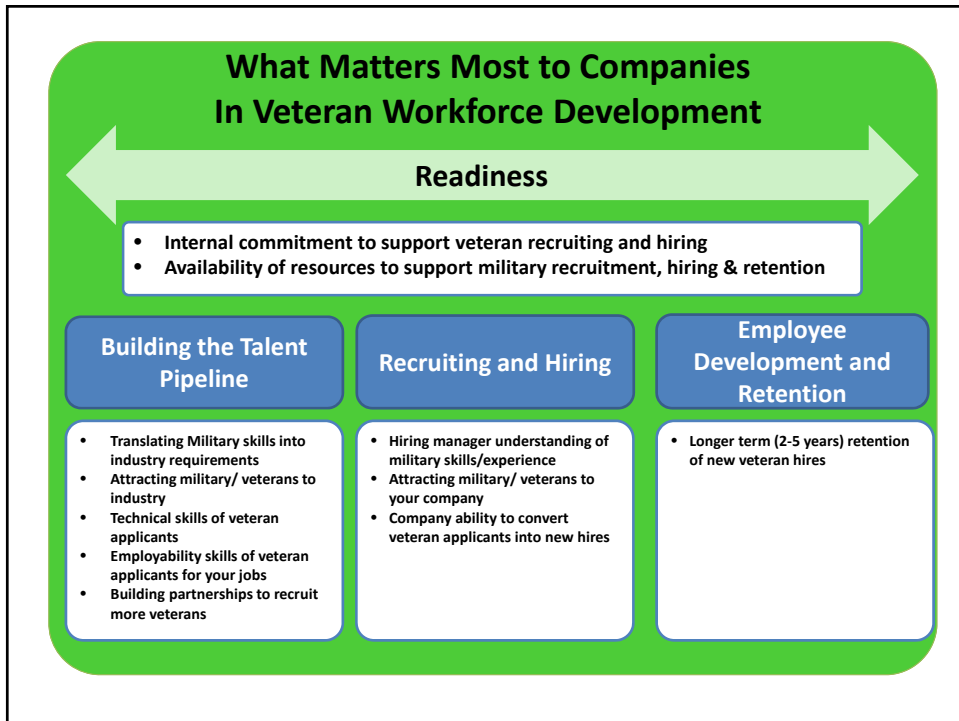 What Matters Most to Companies
In Veteran Workforce Development
Readiness
• Internal commitment to support veteran recruiting and hiring
• Availability of resources to support military recruitment, hiring & retention
Building the Talent
Pipeline
• Translating Military skills into
industry requirements
• Attracting military/ veterans to
industry
• Technical skills of veteran
applicants
• Employability skills of veteran
applicants for your jobs
• Building partnerships to recruit
more veterans
Recruiting and Hiring
• Hiring manager understanding of
military skills/experience
• Attracting military/ veterans to
your company
• Company ability to convert
veteran applicants into new hires
Employee
Development and
Retention
• Longer term (2-5 years) retention
of new veteran hires